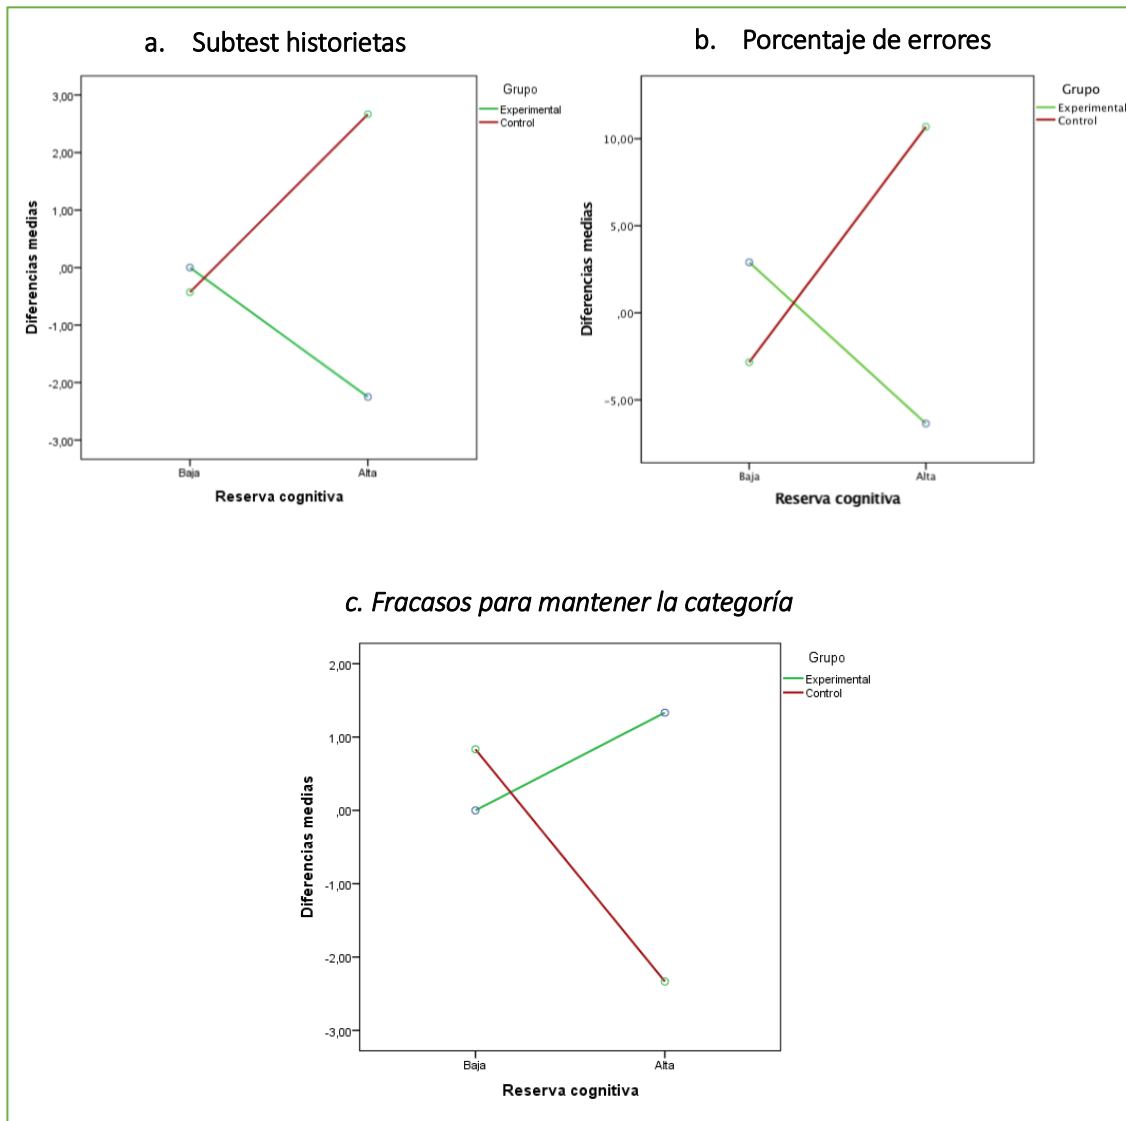 a. Subtest historietas
Grupo
Experimental
Control
3,00
2,00
1,00
,00
-1,00
-2,00
-3,00
Diferencias medias
Baja
Alta
Reserva cognitiva
b. Porcentaje de errores
Grupo
Experimental
Control
10,00
5,00
,00
-5,00
Diferencias medias
Baja
Alta
Reserva cognitiva
c. Fracasos para mantener la categoría
Grupo
Experimental
Control
2,00
1,00
,00
-1,00
-2,00
-3,00
Diferencias medias
Baja
Alta
Reserva cognitiva